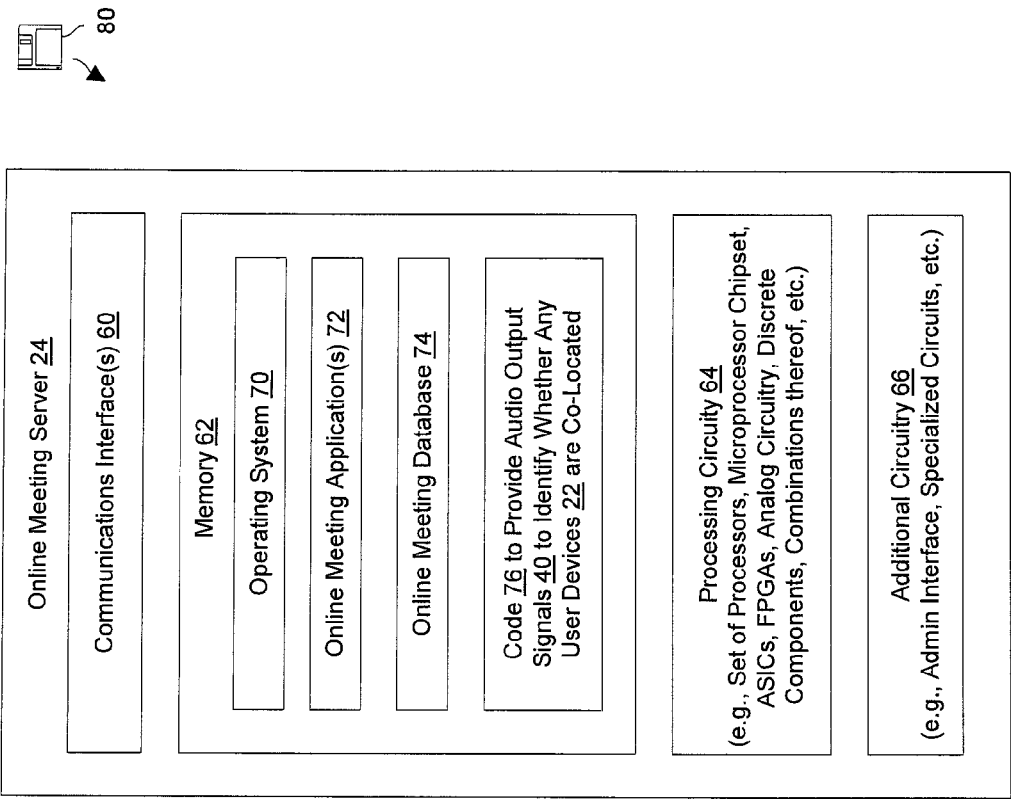 80
Online Meeting Server 24
Communications Interface(s) 60
Memory 62
Operating System 70
Online Meeting Application(s) 72
Online Meeting Database 74
Code 76 to Provide Audio Output
Signals 40 to Identify Whether Any
User Devices 22 are Co-Located
Processing Circuity 64
(e.g., Set of Processors, Microprocessor Chipset,
ASICs, FPGAs, Analog Circuitry, Discrete
Components, Combinations thereof, etc.)
Additional Circuitry 66
(e.g., Admin Interface, Specialized Circuits, etc.)